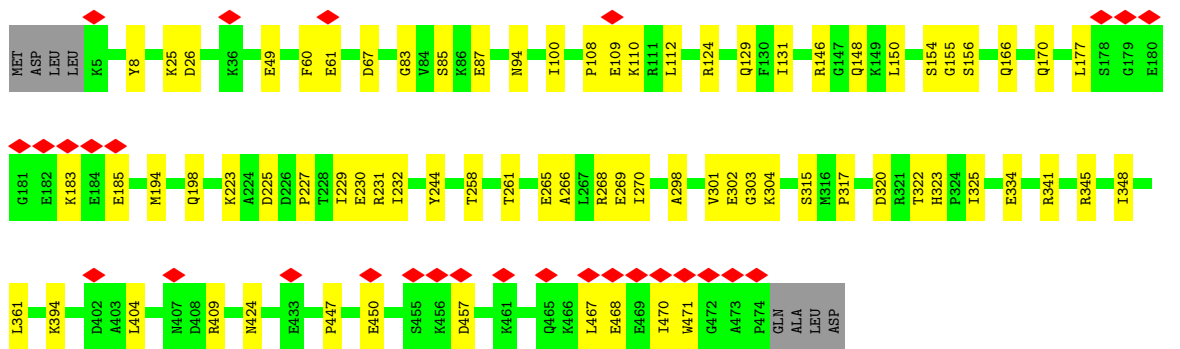 MET ASP LEU LEU K5 Y8 K25 D26 K36 E49 F60 E61 D67 G83 V84 S85 K86 E87 N94 I100 P108 E109 K110 R111 L112 R124 Q129 F130 I131 R146 G147 Q148 K149 L150 S154 G155 S156 Q166 Q170 L177 S178 G179 E180
G181 E182 K183 E184 E185 M194 Q198 K223 A224 D225 D226 P227 T228 I229 E230 R231 I232 Y244 T258 T261 E265 A266 L267 R268 E269 I270 A298 V301 E302 G303 K304 S315 M316 P317 D320 R321 T322 H323 P324 I325 E334 R341 R345 I348
L361 K394 D402 A403 L404 N407 D408 R409 N424 E433 P447 E450 S455 K456 D457 K461 Q465 K466 L467 E468 E469 I470 W471 G472 A473 P474 GLN ALA LEU ASP